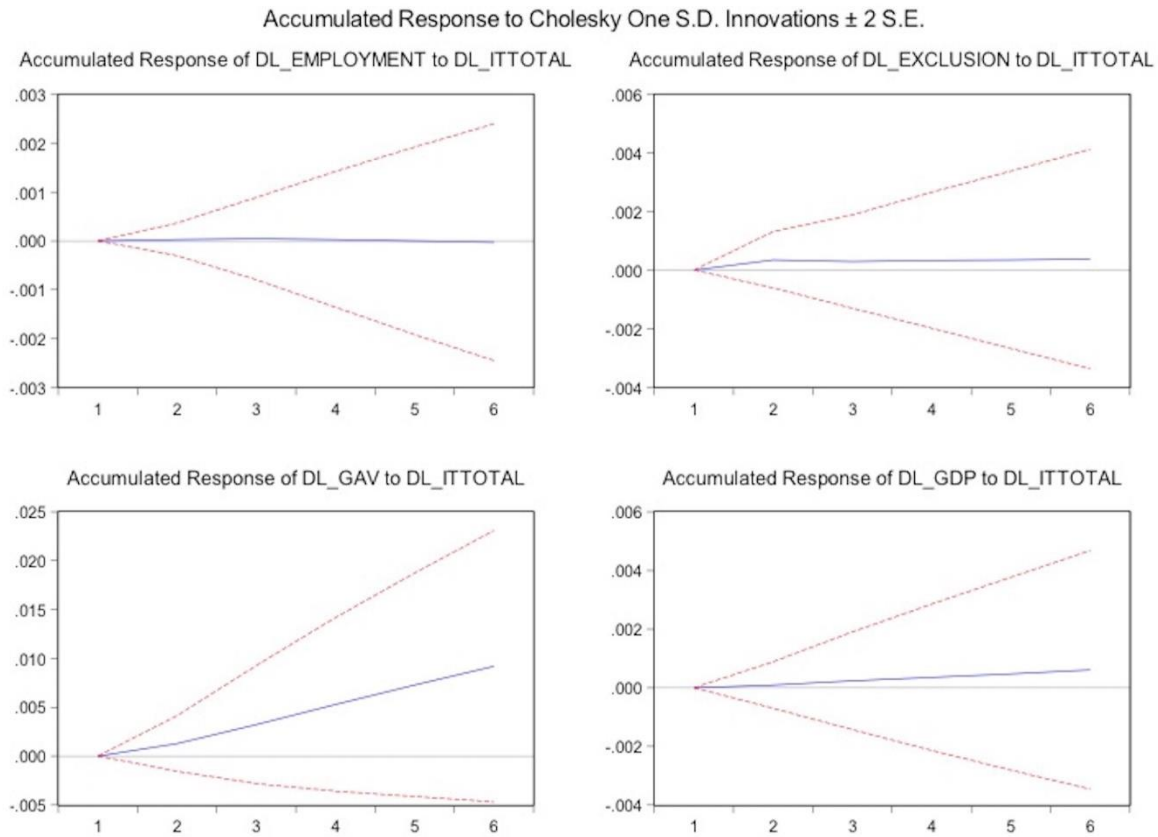 Accumulated Response to Cholesky One S.D. Innovations ± 2 S.E.
Accumulated Response of DL_EMPLOYMENT to DL_ITTOTAL
.003
.002
.001
.000
-.001
-.002
-.003
1 2 3 4 5 6
Accumulated Response of DL_EXCLUSION to DL_ITTOTAL
.006
.004
.002
.000
-.002
-.004
1 2 3 4 5 6
Accumulated Response of DL_GAV to DL_ITTOTAL
.025
.020
.015
.010
.005
.000
-.005
1 2 3 4 5 6
Accumulated Response of DL_GDP to DL_ITTOTAL
.006
.004
.002
.000
-.002
-.004
1 2 3 4 5 6